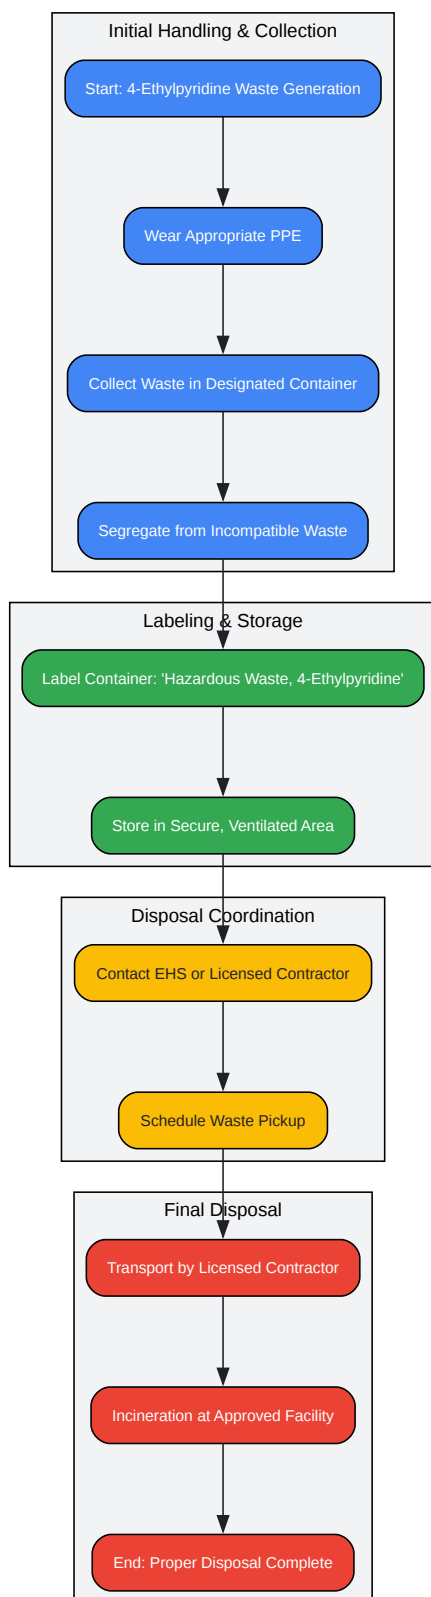 Initial Handling & Collection
Start: 4-Ethylpyridine Waste Generation
Wear Appropriate PPE
Collect Waste in Designated Container
Segregate from Incompatible Waste
Labeling & Storage
Label Container: 'Hazardous Waste, 4-Ethylpyridine'
Store in Secure, Ventilated Area
Disposal Coordination
Contact EHS or Licensed Contractor
Schedule Waste Pickup
Final Disposal
Transport by Licensed Contractor
Incineration at Approved Facility
End: Proper Disposal Complete